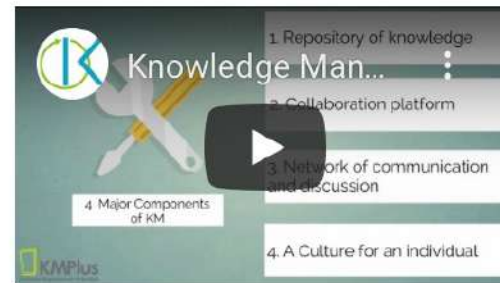 Knowledge Man...
1. Repository of knowledge
2. Collaboration platform
3. Network of communication
and discussion
4. A Culture for an individual
4 Major Components
of KM
KMPlus